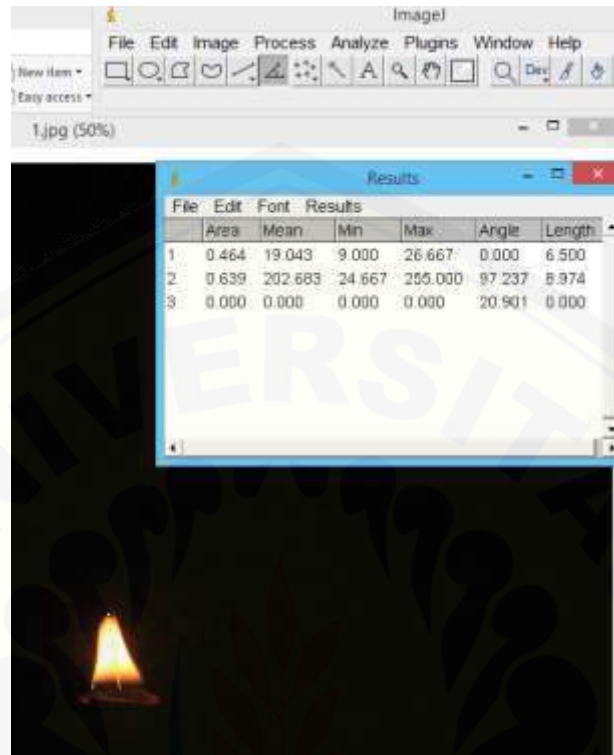 ImageJ
File Edit Image Process Analyze Plugins Window Help
New item
Dev
Easy access
1.jpg (50%)
Results
File Edit Font Results
Area Mean Min Max Angle Length
1 0.464 19.043 9.000 26.667 0.000 6.500
2 0.639 202.683 24.667 255.000 97.237 8.974
3 0.000 0.000 0.000 0.000 20.901 0.000
UNIVERSITA